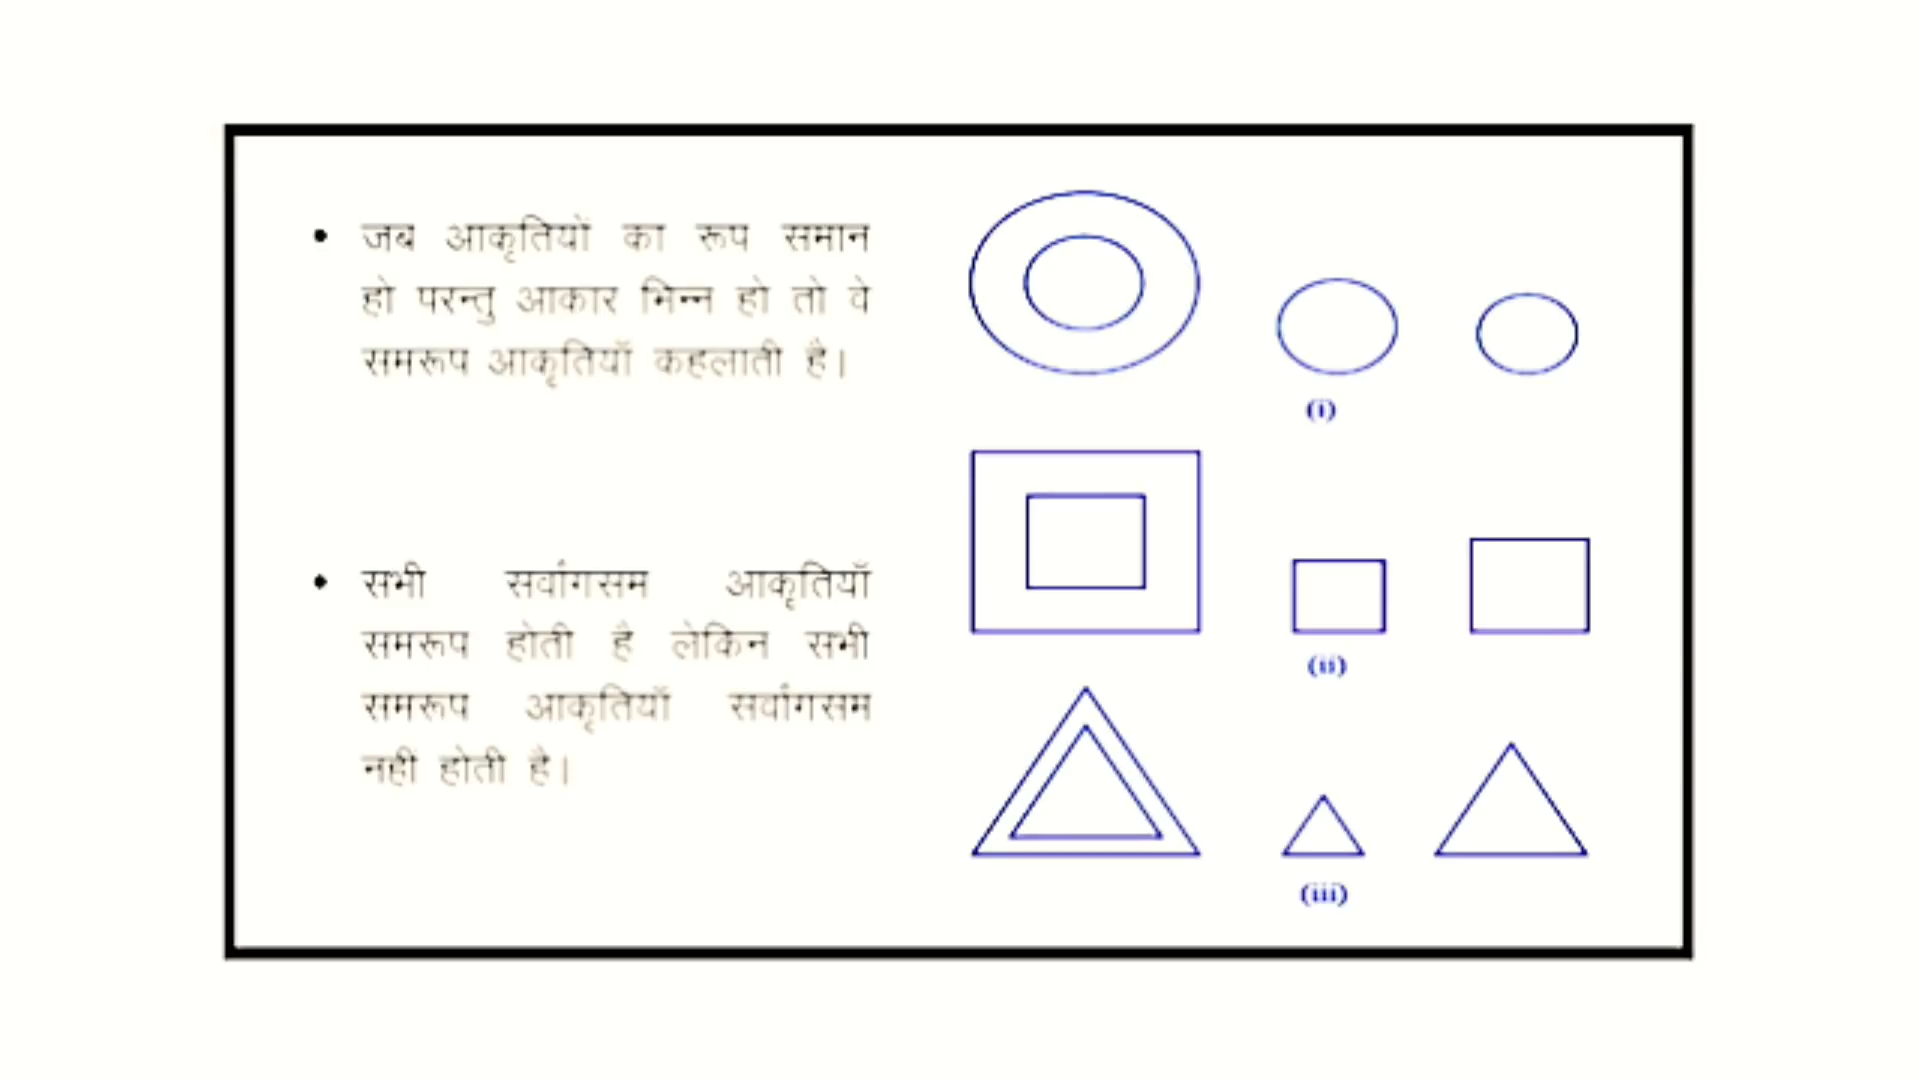 • जब आकृतियों का रूप समान
हो परन्तु आकार भिन्न हो तो वे
समरूप आकृतियाँ कहलाती है।
• सभी सर्वांगसम आकृतियाँ
समरूप होती है लेकिन सभी
समरूप आकृतियाँ सर्वांगसम
नहीं होती है।
(i)
(ii)
(iii)